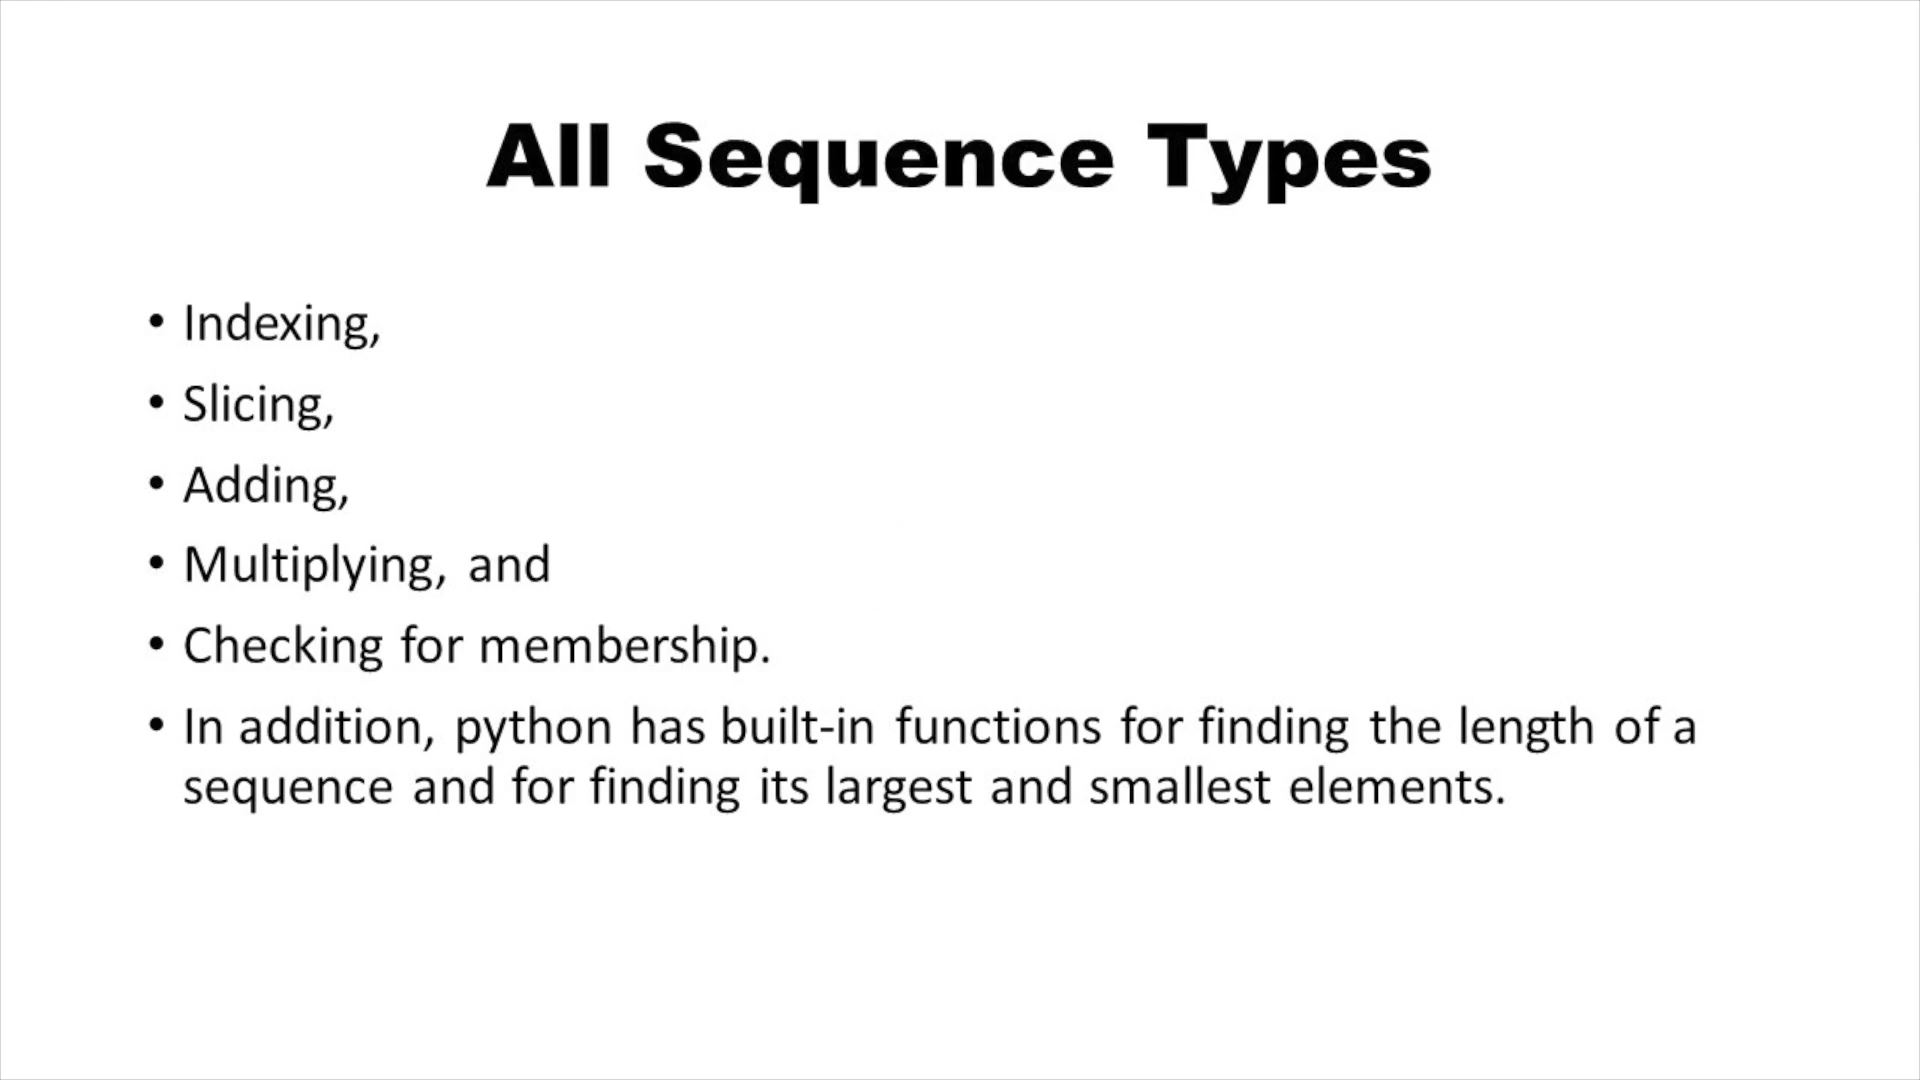 All Sequence Types
• Indexing,
• Slicing,
• Adding,
• Multiplying, and
• Checking for membership.
• In addition, python has built-in functions for finding the length of a
sequence and for finding its largest and smallest elements.